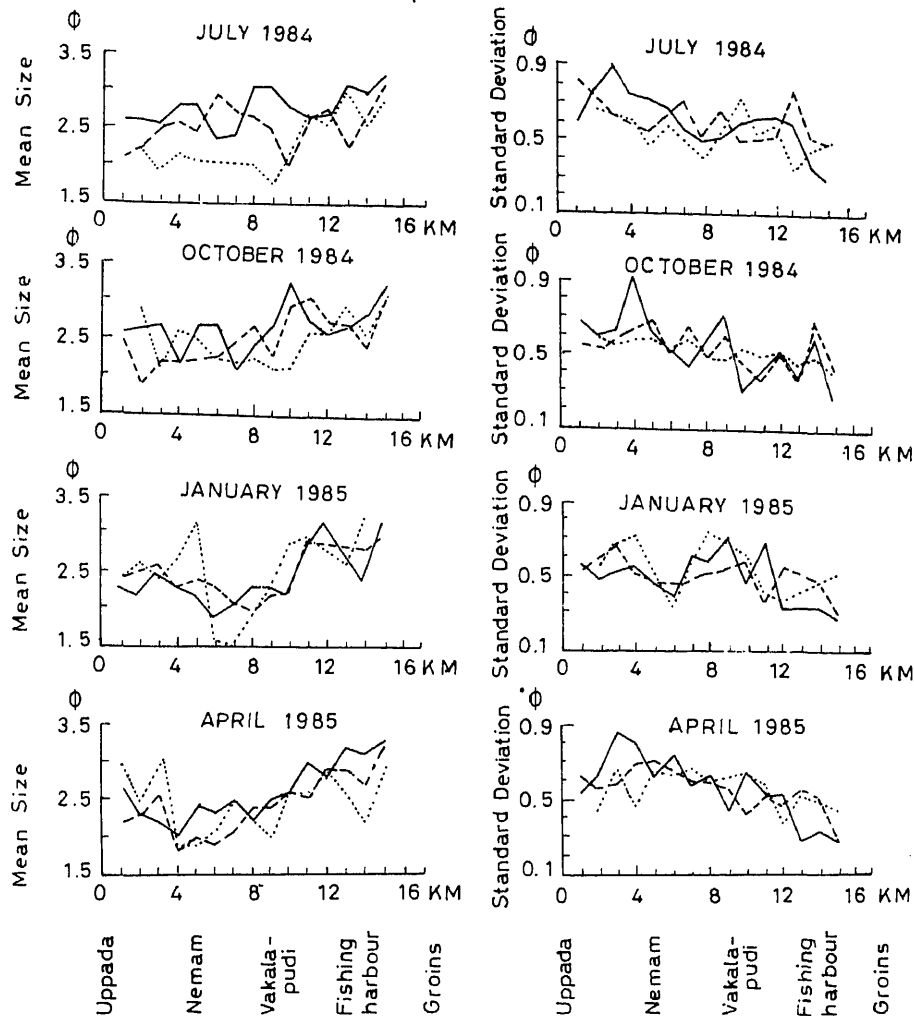 Φ
JULY 1984
Mean Size
3.5
2.5
1.5
0 4 8 12 16 KM
Φ
JULY 1984
Standard Deviation
0.9
0.5
0.1
0 4 8 12 16 KM
Φ
OCTOBER 1984
Mean Size
3.5
2.5
1.5
0 4 8 12 16 KM
Φ
OCTOBER 1984
Standard Deviation
0.9
0.5
0.1
0 4 8 12 16 KM
Φ
JANUARY 1985
Mean Size
3.5
2.5
1.5
0 4 8 12 16 KM
Φ
JANUARY 1985
Standard Deviation
0.9
0.5
0.1
0 4 8 12 16 KM
Φ
APRIL 1985
Mean Size
3.5
2.5
1.5
0 4 8 12 16 KM
Φ
APRIL 1985
Standard Deviation
0.9
0.5
0.1
0 4 8 12 16 KM
Uppada
Nemam
Vakala-
pudi
Fishing
harbour
Groins
Uppada
Nemam
Vakala-
pudi
Fishing
harbour
Groins